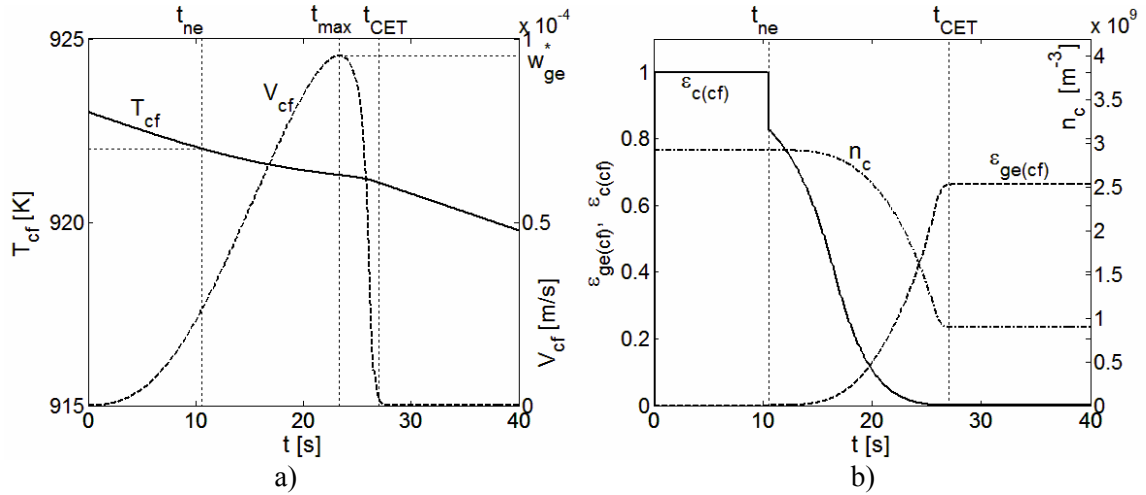 t_ne t_max t_CET x 10^-4
925 1
w*_ge
V_cf
T_cf
920 0.5
T_cf [K]
V_cf [m/s]
915 0
0 10 20 30 40
t [s]
a)
t_ne t_CET x 10^9
ε_c(cf) n_c [m^-3]
1 4
0.8 3.5
n_c 3
ε_ge(cf)
0.6 2.5
ε_ge(cf), ε_c(cf)
2
0.4 1.5
1
0.2 0.5
0 0
0 10 20 30 40
t [s]
b)